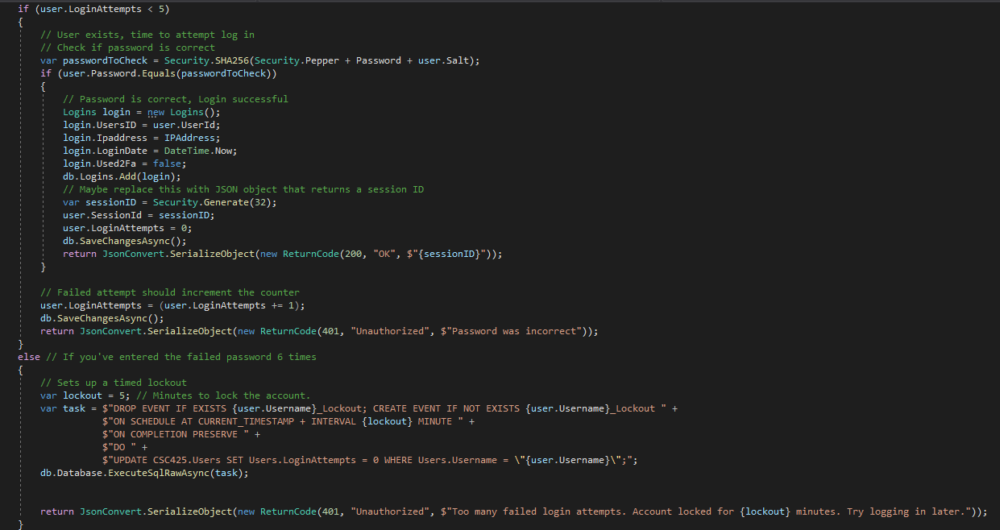 if (user.LoginAttempts < 5)
{
// User exists, time to attempt log in
// Check if password is correct
var passwordToCheck = Security.SHA256(Security.Pepper + Password + user.Salt);
if (user.Password.Equals(passwordToCheck))
{
// Password is correct, Login successful
Logins login = new Logins();
login.UsersID = user.UserId;
login.Ipaddress = IPAddress;
login.LoginDate = DateTime.Now;
login.Used2Fa = false;
db.Logins.Add(login);
// Maybe replace this with JSON object that returns a session ID
var sessionID = Security.Generate(32);
user.SessionId = sessionID;
user.LoginAttempts = 0;
db.SaveChangesAsync();
return JsonConvert.SerializeObject(new ReturnCode(200, "OK", $"{sessionID}"));
}
// Failed attempt should increment the counter
user.LoginAttempts = (user.LoginAttempts += 1);
db.SaveChangesAsync();
return JsonConvert.SerializeObject(new ReturnCode(401, "Unauthorized", $"Password was incorrect"));
}
else // If you've entered the failed password 6 times
{
// Sets up a timed lockout
var lockout = 5; // Minutes to lock the account.
var task = $"DROP EVENT IF EXISTS {user.Username}_Lockout; CREATE EVENT IF NOT EXISTS {user.Username}_Lockout " +
$"ON SCHEDULE AT CURRENT_TIMESTAMP + INTERVAL {lockout} MINUTE " +
$"ON COMPLETION PRESERVE " +
$"DO " +
$"UPDATE CSC425.Users SET Users.LoginAttempts = 0 WHERE Users.Username = \"{user.Username}\";";
db.Database.ExecuteSqlRawAsync(task);
return JsonConvert.SerializeObject(new ReturnCode(401, "Unauthorized", $"Too many failed login attempts. Account locked for {lockout} minutes. Try logging in later."));
}